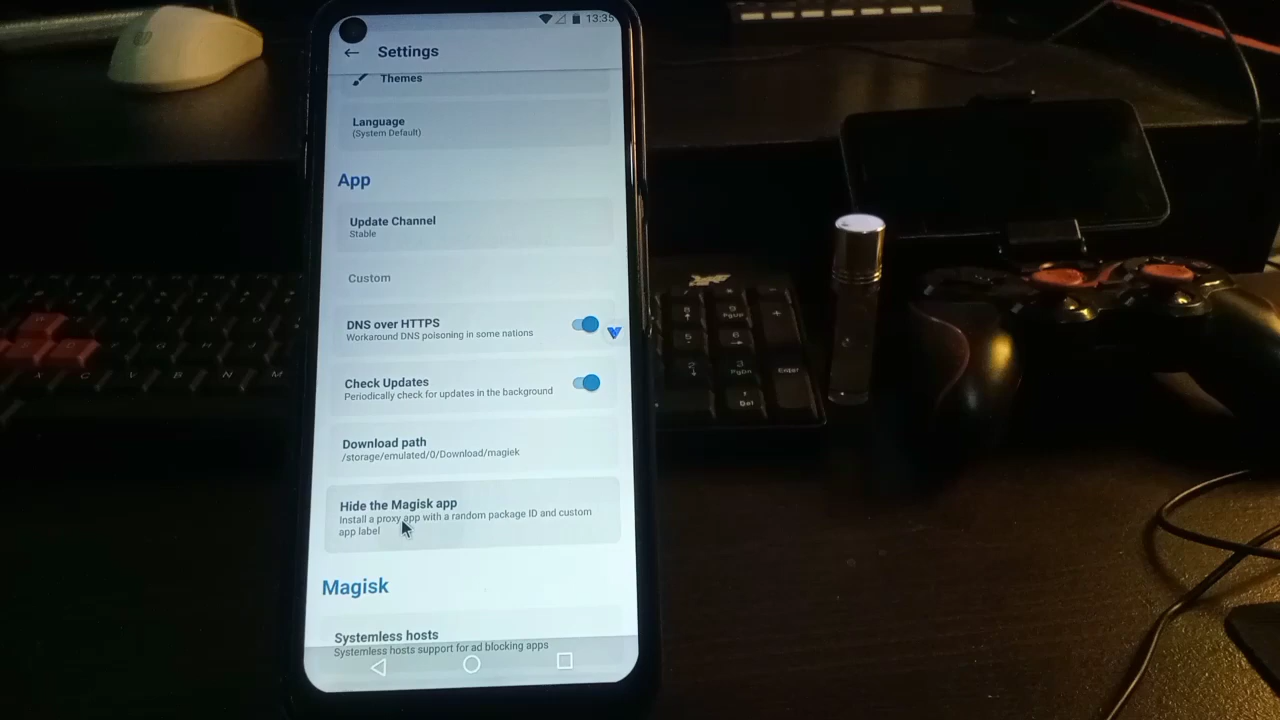 13:35
Settings
Themes
Language
(System Default)
App
Update Channel
Stable
Custom
DNS over HTTPS
Workaround DNS poisoning in some nations
Check Updates
Periodically check for updates in the background
Download path
/storage/emulated/0/Download/magiek
Hide the Magisk app
Install a proxy app with a random package ID and custom
app label
Magisk
Systemless hosts
Systemless hosts support for ad blocking apps
Enter